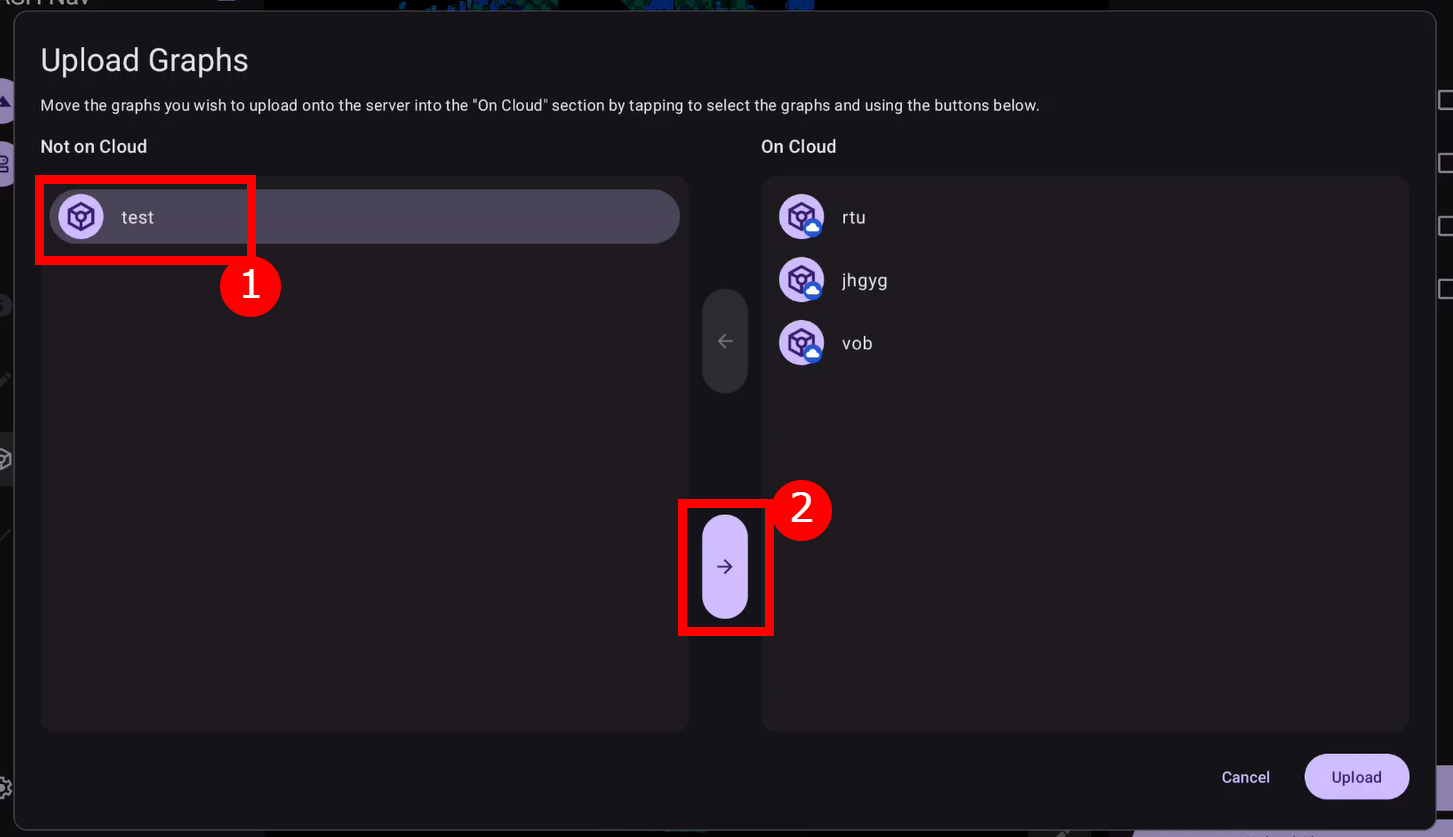 Upload Graphs
Move the graphs you wish to upload onto the server into the "On Cloud" section by tapping to select the graphs and using the buttons below.
Not on Cloud
On Cloud
test
rtu
1
jhgyg
vob
2
Cancel
Upload